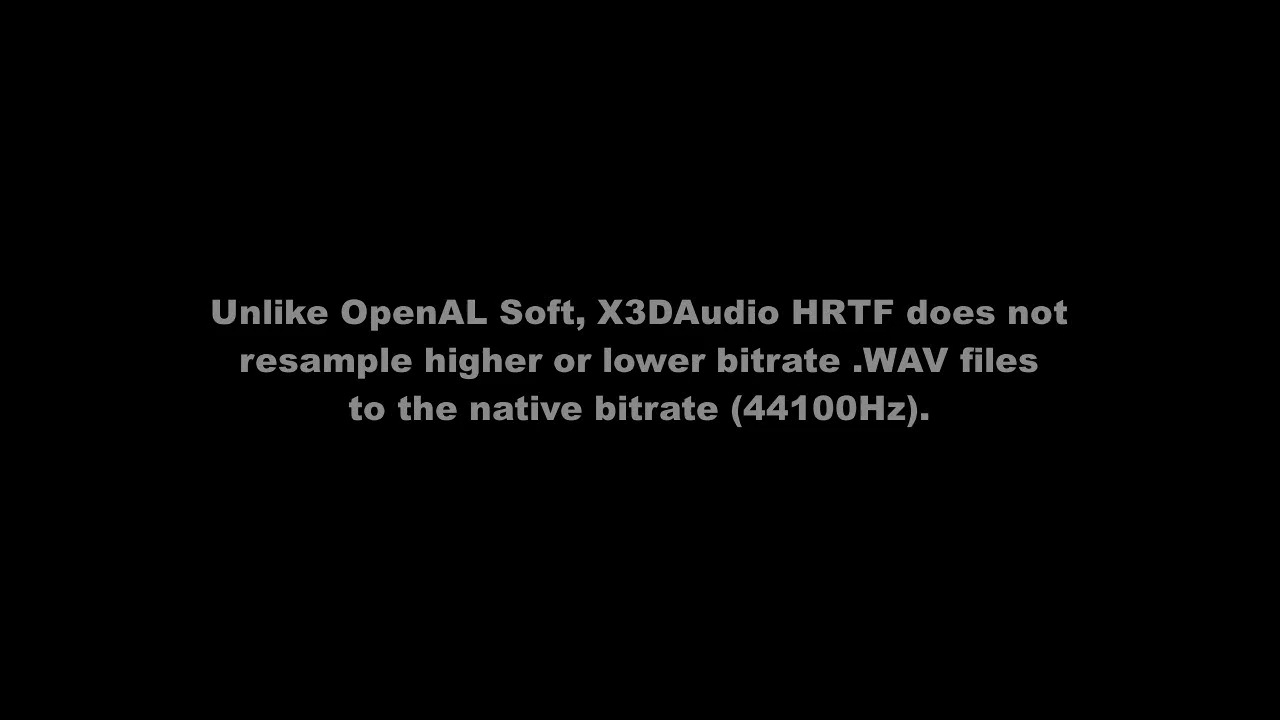 Unlike OpenAL Soft, X3DAudio HRTF does not
resample higher or lower bitrate .WAV files
to the native bitrate (44100Hz).